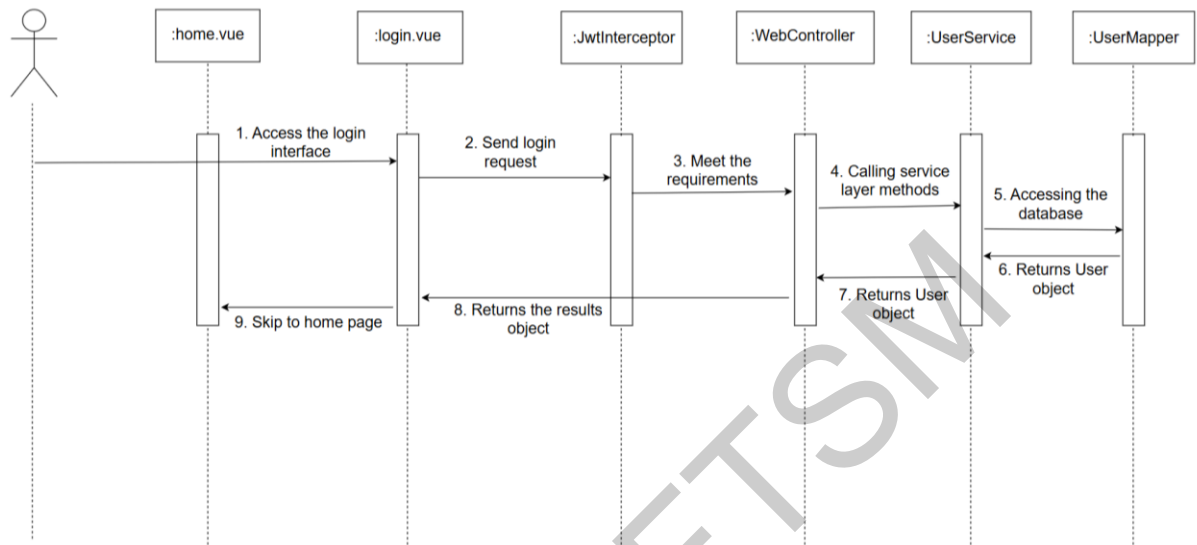 :home.vue
:login.vue
:JwtInterceptor
:WebController
:UserService
:UserMapper
1. Access the login
interface
2. Send login
request
3. Meet the
requirements
4. Calling service
layer methods
5. Accessing the
database
6. Returns User
object
7. Returns User
object
8. Returns the results
object
9. Skip to home page
FTSM